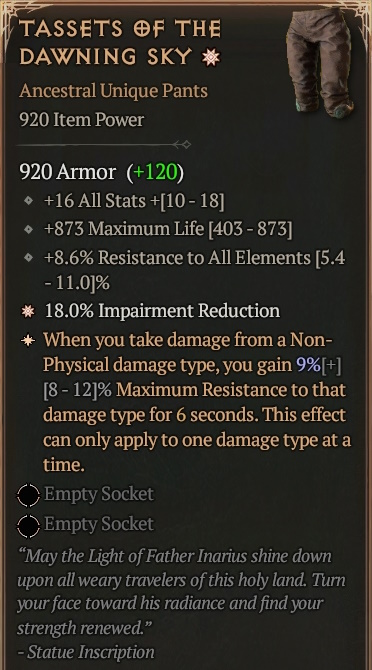 TASSETS OF THE
DAWNING SKY
Ancestral Unique Pants
920 Item Power
920 Armor (+120)
+16 All Stats +[10 - 18]
+873 Maximum Life [403 - 873]
+8.6% Resistance to All Elements [5.4
- 11.0]%
18.0% Impairment Reduction
When you take damage from a Non-
Physical damage type, you gain 9%[+]
[8 - 12]% Maximum Resistance to that
damage type for 6 seconds. This effect
can only apply to one damage type at a
time.
Empty Socket
Empty Socket
“May the Light of Father Inarius shine down
upon all weary travelers of this holy land. Turn
your face toward his radiance and find your
strength renewed.”
- Statue Inscription